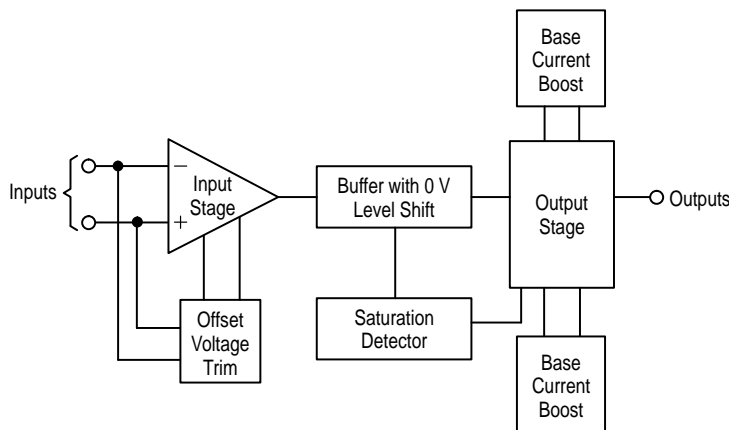 Base
Current
Boost
Inputs
−
+
Input
Stage
Buffer with 0 V
Level Shift
Output
Stage
Outputs
Offset
Voltage
Trim
Saturation
Detector
Base
Current
Boost